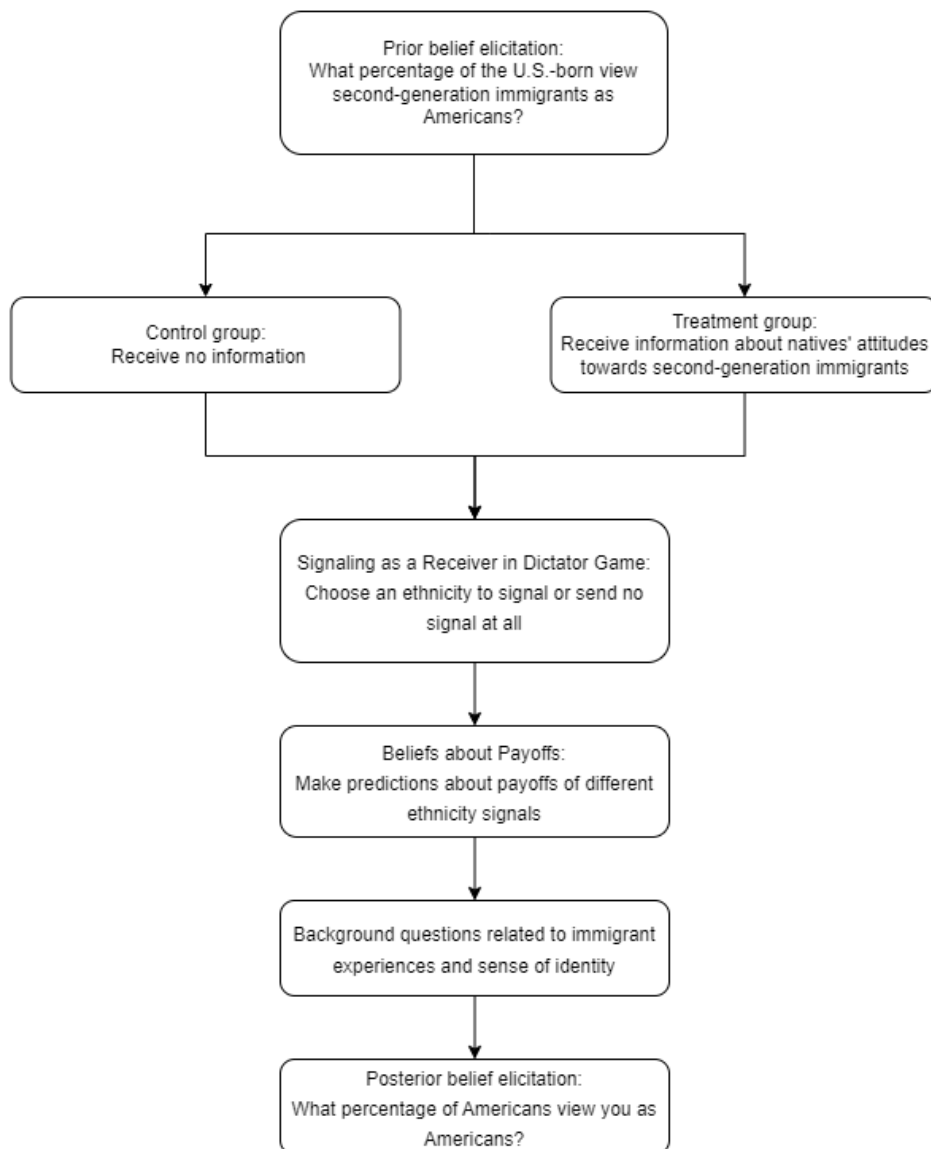 Prior belief elicitation:
What percentage of the U.S.-born view
second-generation immigrants as
Americans?
Control group:
Receive no information
Treatment group:
Receive information about natives' attitudes
towards second-generation immigrants
Signaling as a Receiver in Dictator Game:
Choose an ethnicity to signal or send no
signal at all
Beliefs about Payoffs:
Make predictions about payoffs of different
ethnicity signals
Background questions related to immigrant
experiences and sense of identity
Posterior belief elicitation:
What percentage of Americans view you as
Americans?